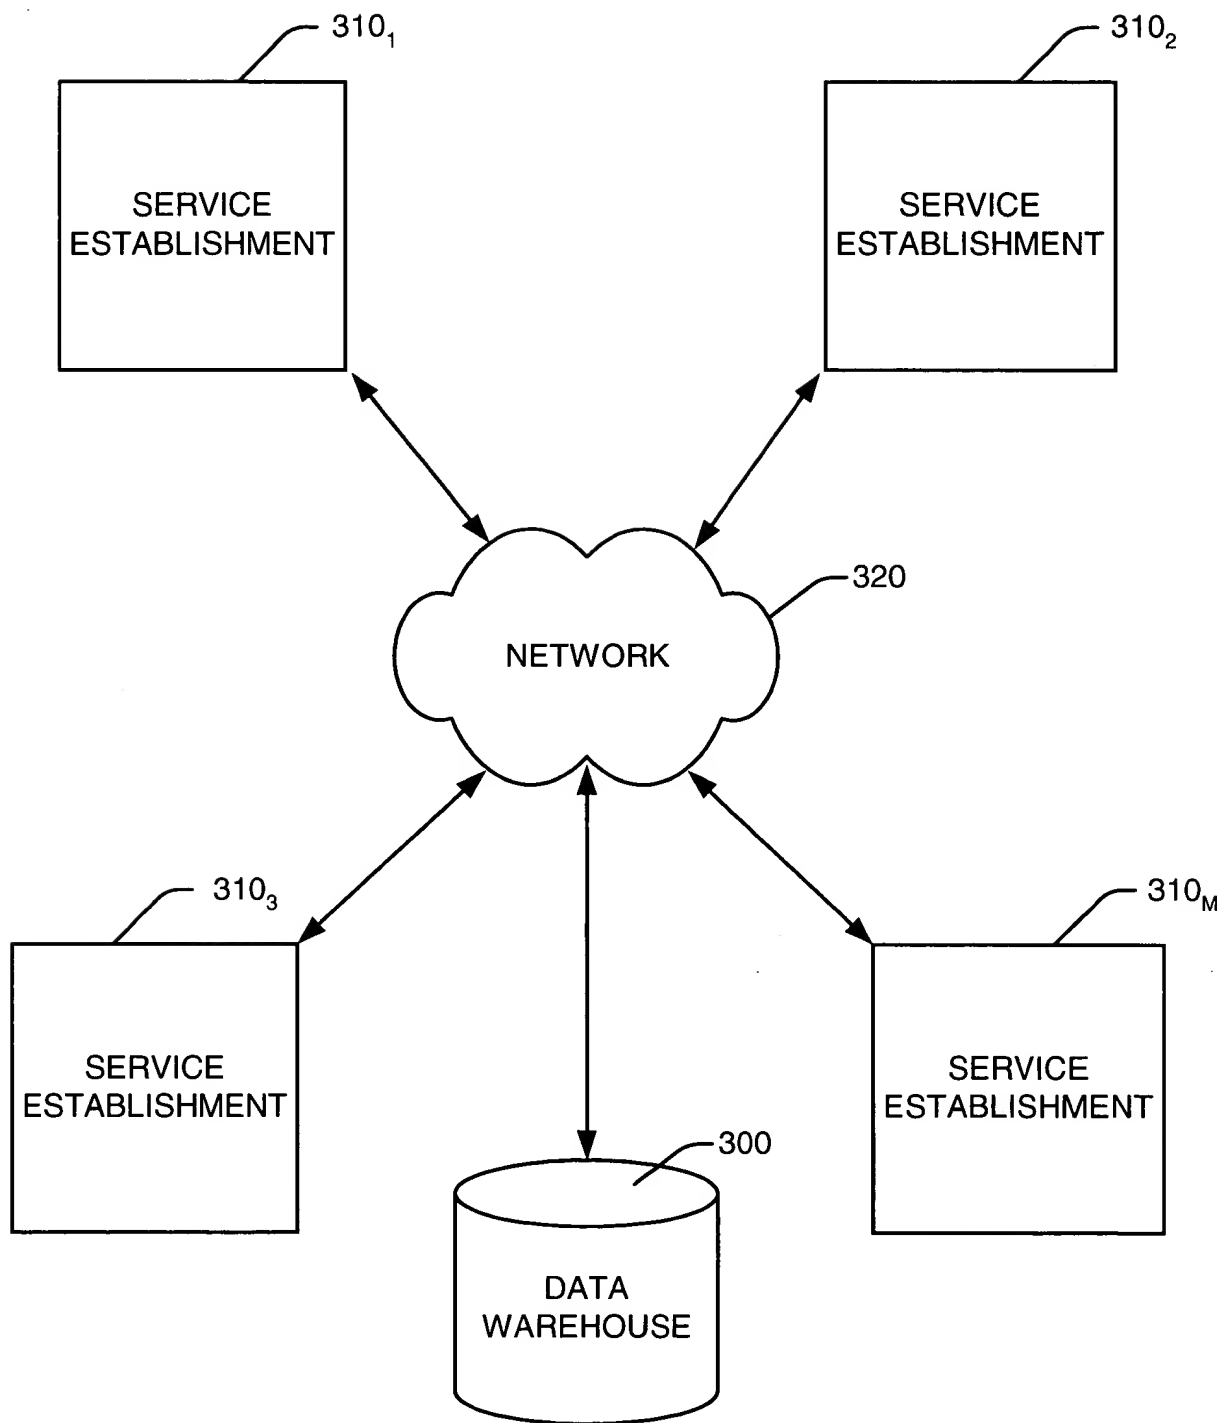 310₁
310₂
SERVICE
ESTABLISHMENT
SERVICE
ESTABLISHMENT
320
NETWORK
310₃
310M
SERVICE
ESTABLISHMENT
SERVICE
ESTABLISHMENT
300
DATA
WAREHOUSE